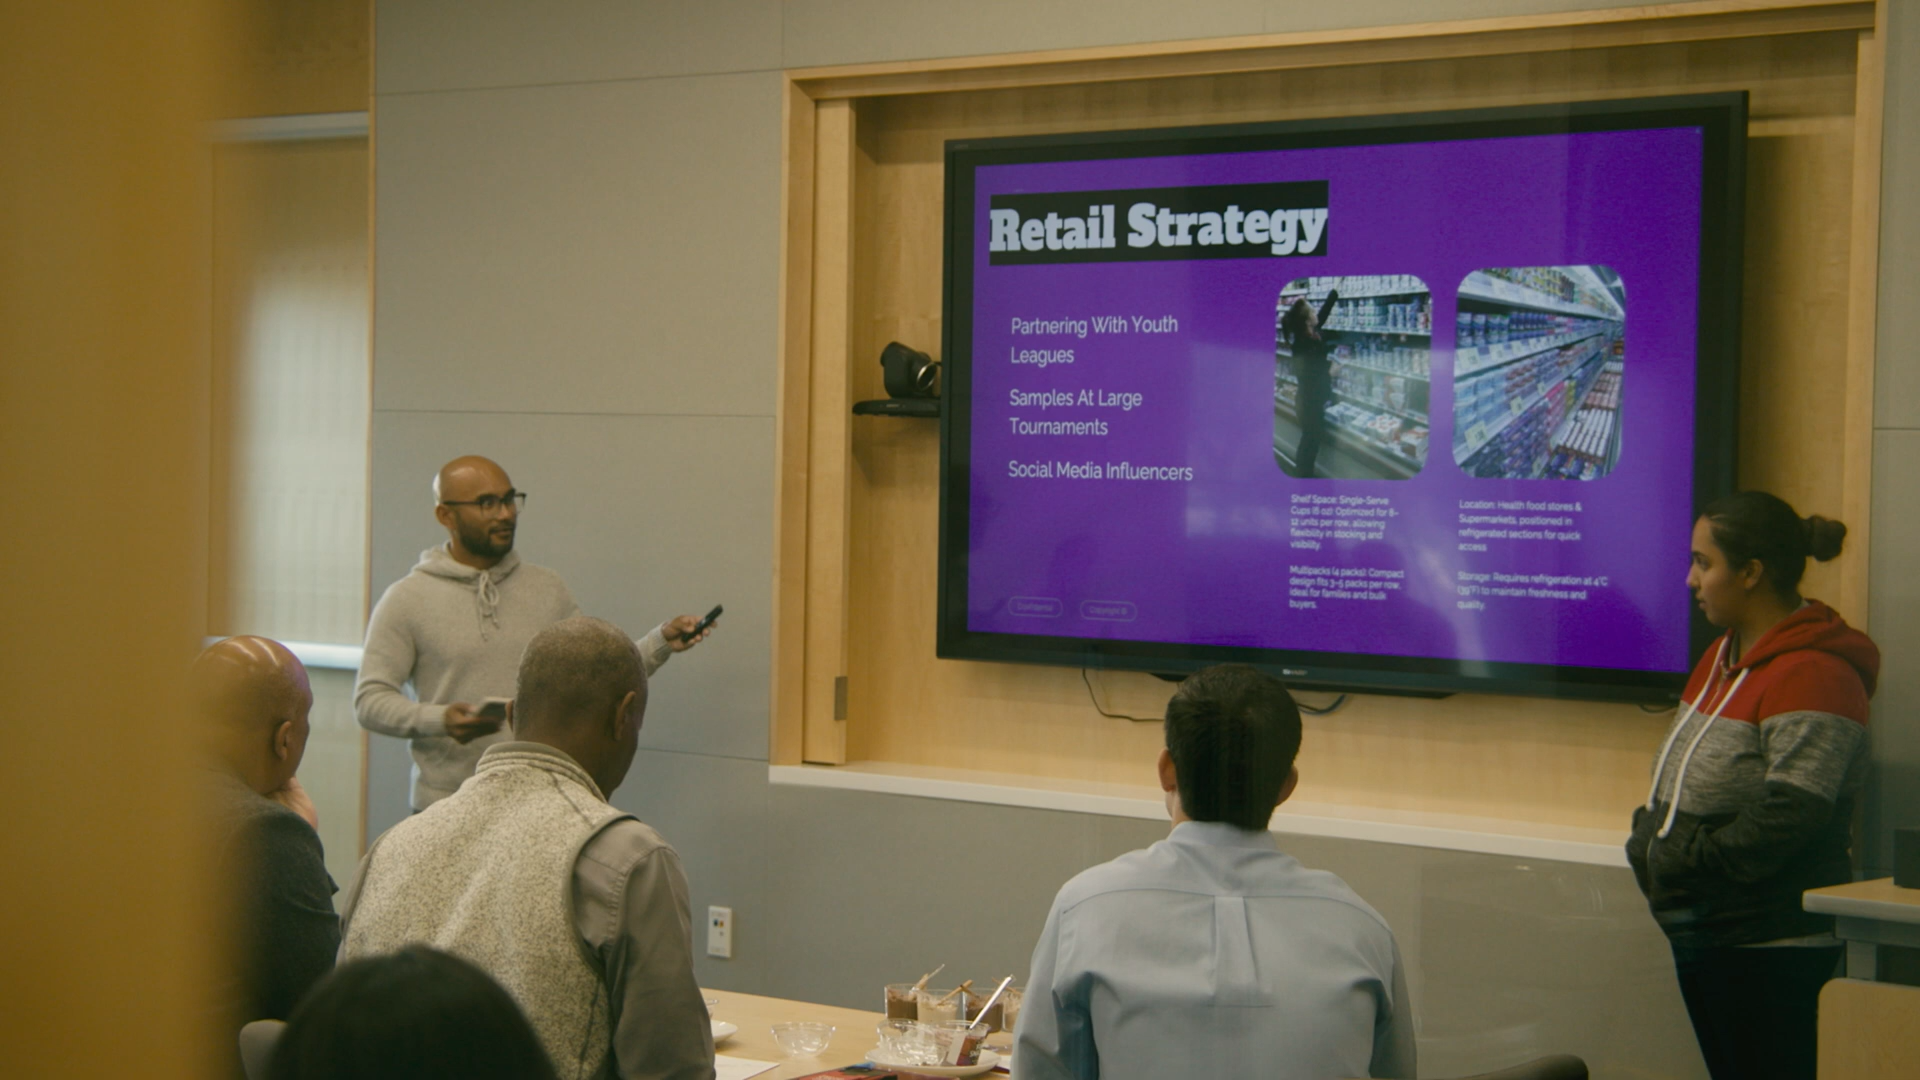 Retail Strategy
Partnering With Youth
Leagues
Samples At Large
Tournaments
Social Media Influencers
Shelf Space: Single-Serve
Cups (6 oz): Optimized for 8-
12 units per row, allowing
flexibility in stocking and
visibility.
Multipacks (4 packs): Compact
design fits 3-5 packs per row,
ideal for families and bulk
buyers.
Location: Health food stores &
Supermarkets, positioned in
refrigerated sections for quick
access
Storage: Requires refrigeration at 4°C
(39°F) to maintain freshness and
quality.
Confidential
Copyright ©